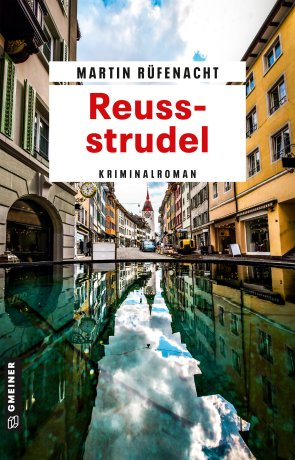 MARTIN RÜFENACHT
Reuss-
strudel
KRIMINALROMAN
GMEINER